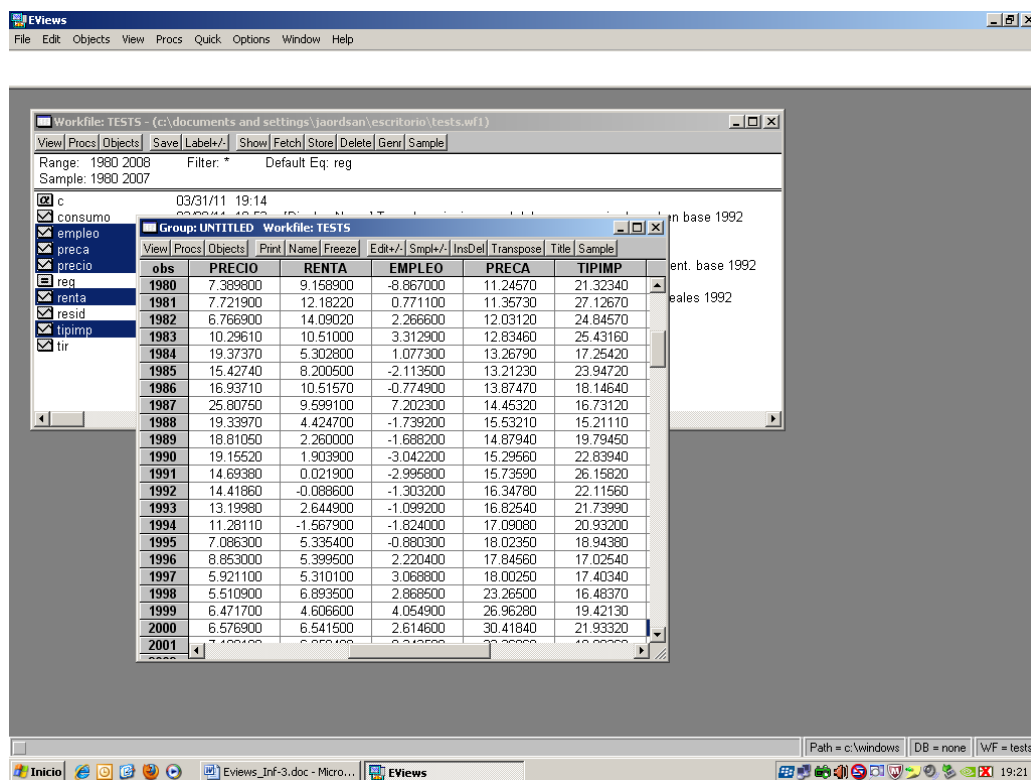 EViews
File Edit Objects View Procs Quick Options Window Help
Workfile: TESTS - (c:\documents and settings\jaordsan\escritorio\tests.wf1)
View Procs Objects Save Label+/- Show Fetch Store Delete Genr Sample
Range: 1980 2008 Filter: * Default Eq: reg
Sample: 1980 2007
c 03/31/11 19:14
consumo en base 1992
empleo
preca
precio ent. base 1992
reg
renta eales 1992
resid
tipimp
tir
Group: UNTITLED Workfile: TESTS
View Procs Objects Print Name Freeze Edit+/- Smpl+/- InsDel Transpose Title Sample
obs PRECIO RENTA EMPLEO PRECA TIPIMP
1980 7.389800 9.158900 -8.867000 11.24570 21.32340
1981 7.721900 12.18220 0.771100 11.35730 27.12670
1982 6.766900 14.09020 2.266600 12.03120 24.84570
1983 10.29610 10.51000 3.312900 12.83460 25.43160
1984 19.37370 5.302800 1.077300 13.26790 17.25420
1985 15.42740 8.200500 -2.113500 13.21230 23.94720
1986 16.93710 10.51570 -0.774900 13.87470 18.14640
1987 25.80750 9.599100 7.202300 14.45320 16.73120
1988 19.33970 4.424700 -1.739200 15.53210 15.21110
1989 18.81050 2.260000 -1.688200 14.87940 19.79450
1990 19.15520 1.903900 -3.042200 15.29560 22.83940
1991 14.69380 0.021900 -2.995800 15.73590 26.15820
1992 14.41860 -0.088600 -1.303200 16.34780 22.11560
1993 13.19980 2.644900 -1.099200 16.82540 21.73990
1994 11.28110 -1.567900 -1.824000 17.09080 20.93200
1995 7.086300 5.335400 -0.880300 18.02350 18.94380
1996 8.853000 5.399500 2.220400 17.84560 17.02540
1997 5.921100 5.310100 3.068800 18.00250 17.40340
1998 5.510900 6.893500 2.868500 23.26500 16.48370
1999 6.471700 4.606600 4.054900 26.96280 19.42130
2000 6.576900 6.541500 2.614600 30.41840 21.93320
2001
Path = c:\windows DB = none WF = tests
Inicio Eviews_Inf-3.doc - Micro... EViews 19:21